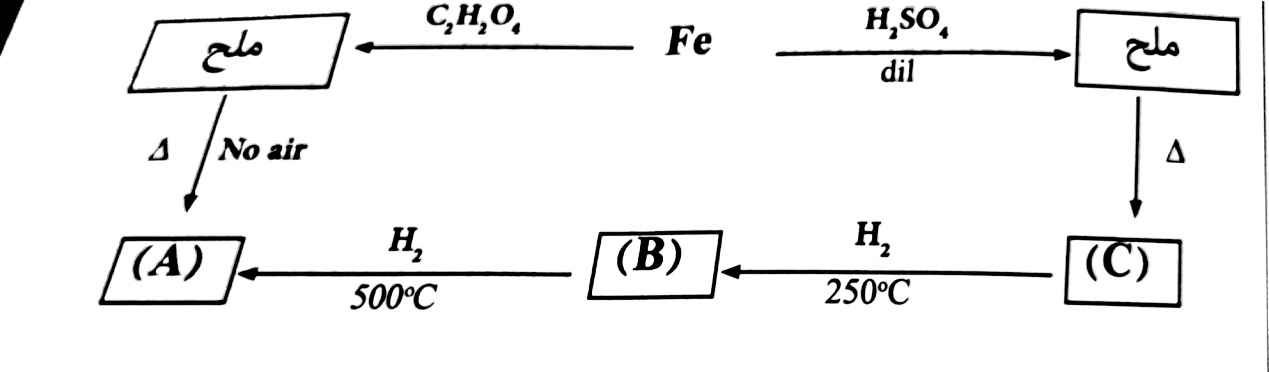 ملح C₂H₂O₄ Fe H₂SO₄ dil ملح
Δ No air Δ
(A) H₂ 500°C (B) H₂ 250°C (C)